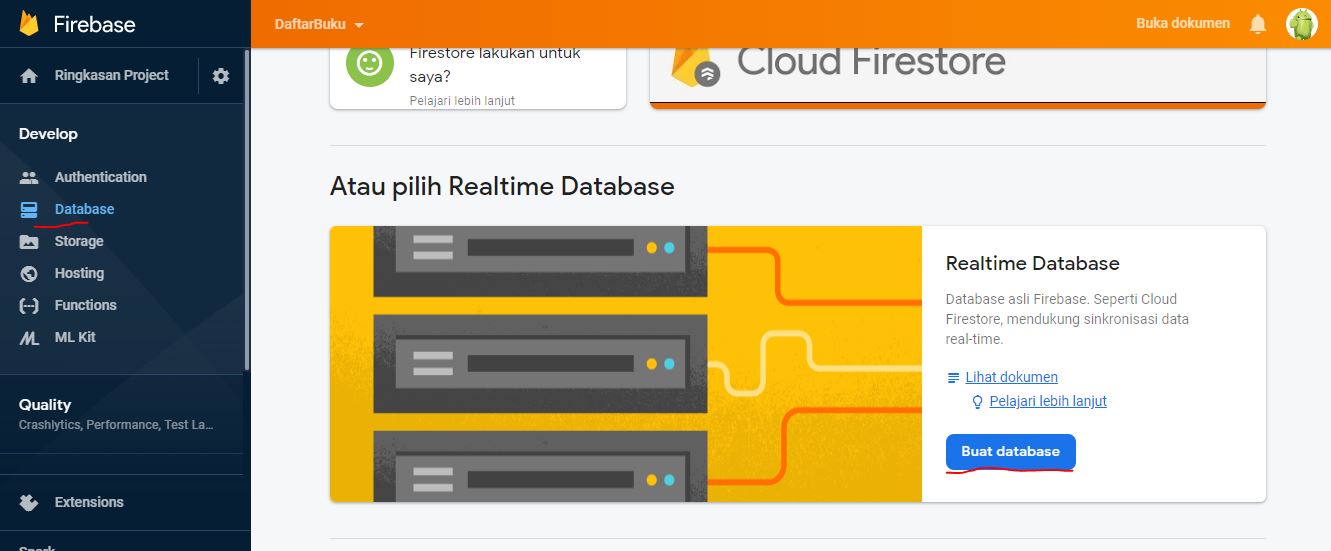 Firebase
DaftarBuku
Buka dokumen
Ringkasan Project
Develop
Authentication
Database
Storage
Hosting
Functions
ML Kit
Quality
Crashlytics, Performance, Test La...
Extensions
Spark
Firestore lakukan untuk
saya?
Pelajari lebih lanjut
Cloud Firestore
Atau pilih Realtime Database
Realtime Database
Database asli Firebase. Seperti Cloud
Firestore, mendukung sinkronisasi data
real-time.
Lihat dokumen
Pelajari lebih lanjut
Buat database